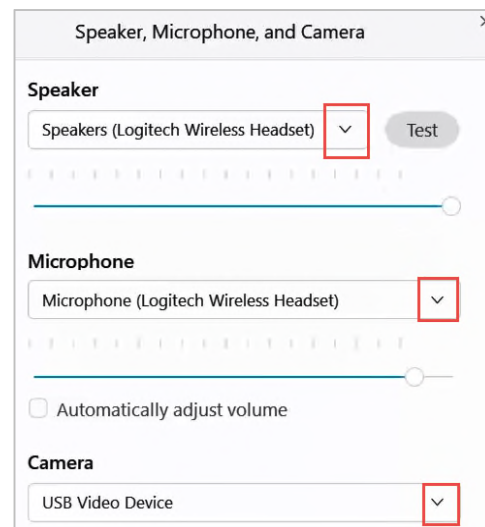 Speaker, Microphone, and Camera
Speaker
Speakers (Logitech Wireless Headset)
Test
Microphone
Microphone (Logitech Wireless Headset)
Automatically adjust volume
Camera
USB Video Device